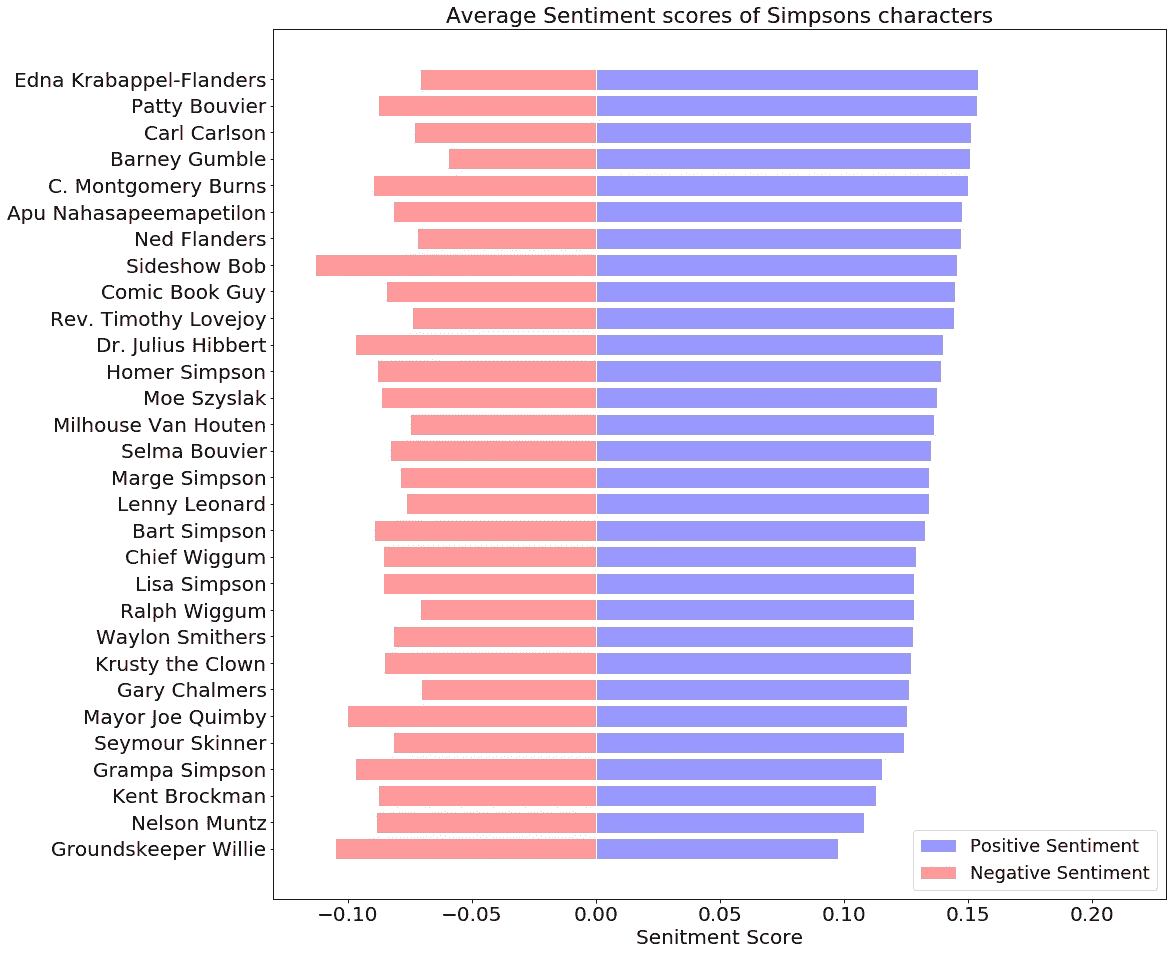 Average Sentiment scores of Simpsons characters
Edna Krabappel-Flanders
Patty Bouvier
Carl Carlson
Barney Gumble
C. Montgomery Burns
Apu Nahasapeemapetilon
Ned Flanders
Sideshow Bob
Comic Book Guy
Rev. Timothy Lovejoy
Dr. Julius Hibbert
Homer Simpson
Moe Szyslak
Milhouse Van Houten
Selma Bouvier
Marge Simpson
Lenny Leonard
Bart Simpson
Chief Wiggum
Lisa Simpson
Ralph Wiggum
Waylon Smithers
Krusty the Clown
Gary Chalmers
Mayor Joe Quimby
Seymour Skinner
Grampa Simpson
Kent Brockman
Nelson Muntz
Groundskeeper Willie
Positive Sentiment
Negative Sentiment
−0.10 −0.05 0.00 0.05 0.10 0.15 0.20
Senitment Score